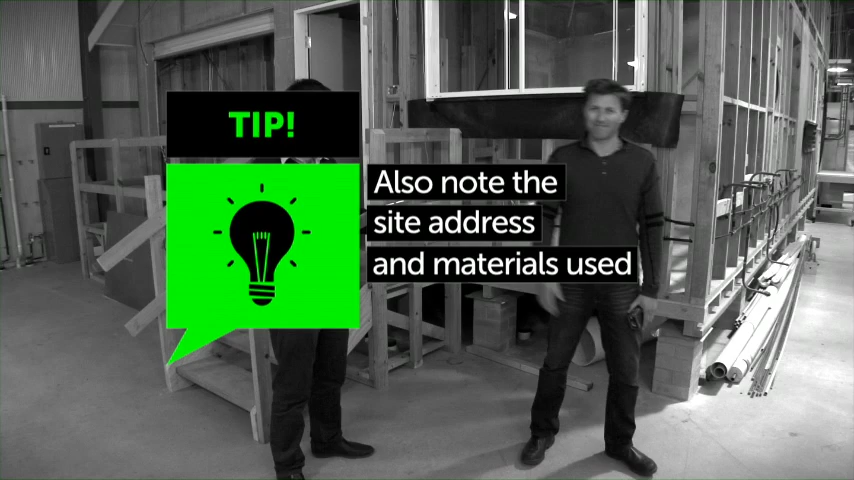 TIP!
Also note the
site address
and materials used